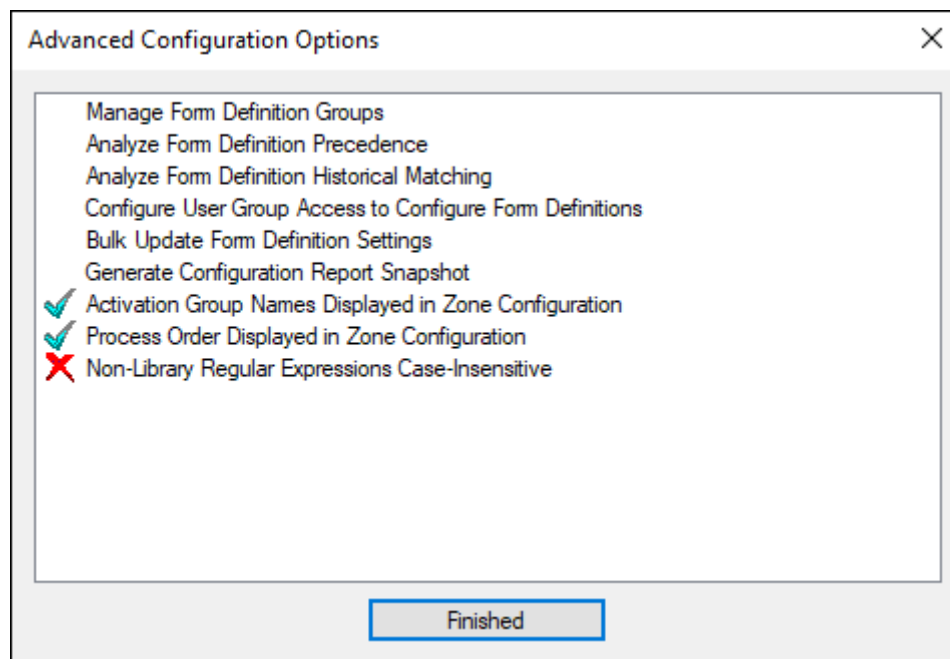 Advanced Configuration Options
Manage Form Definition Groups
Analyze Form Definition Precedence
Analyze Form Definition Historical Matching
Configure User Group Access to Configure Form Definitions
Bulk Update Form Definition Settings
Generate Configuration Report Snapshot
Activation Group Names Displayed in Zone Configuration
Process Order Displayed in Zone Configuration
Non-Library Regular Expressions Case-Insensitive
Finished